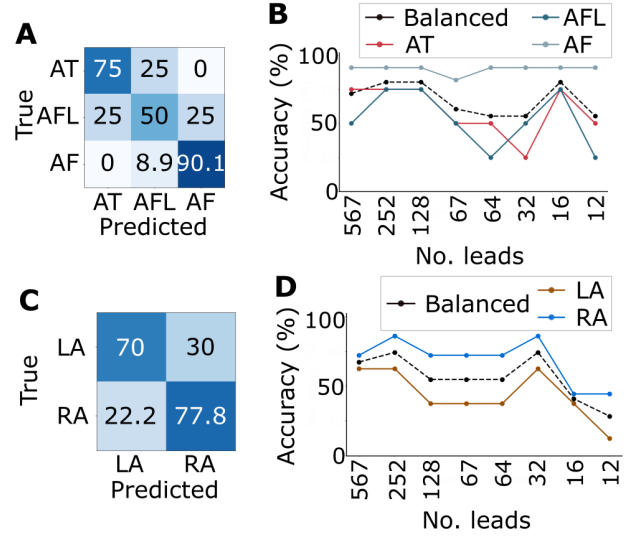 A
True
AT
AFL
AF
75 25 0
25 50 25
0 8.9 90.1
AT AFL AF
Predicted
B
Balanced
AFL
AT
AF
Accuracy (%)
100
50
0
567 252 128 67 64 32 16 12
No. leads
C
True
LA
RA
70 30
22.2 77.8
LA RA
Predicted
D
Balanced
LA
RA
Accuracy (%)
100
50
0
567 252 128 67 64 32 16 12
No. leads